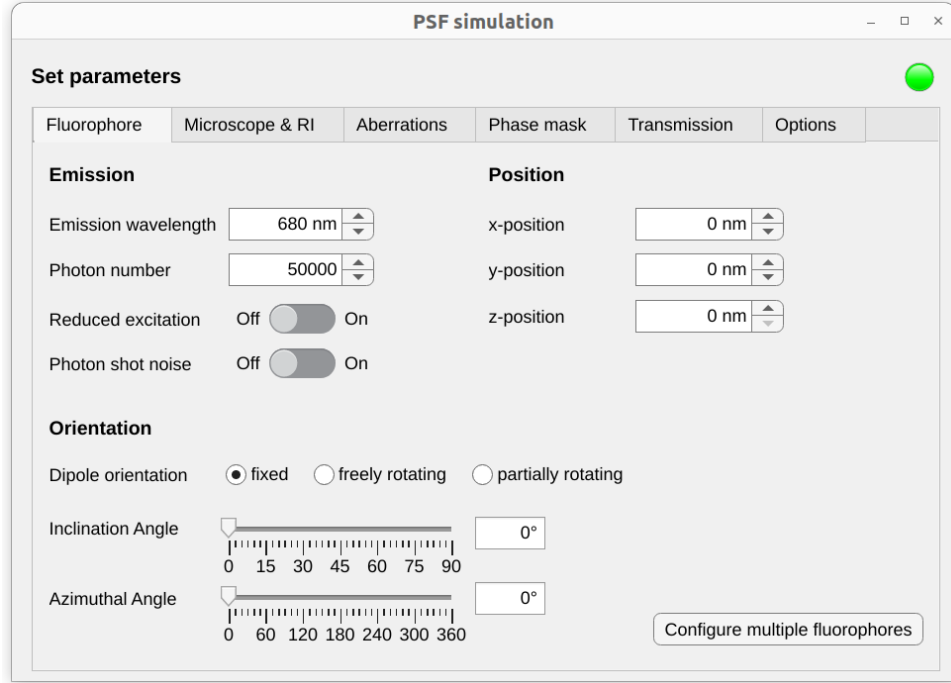 PSF simulation
Set parameters
Fluorophore Microscope & RI Aberrations Phase mask Transmission Options
Emission Position
Emission wavelength 680 nm x-position 0 nm
Photon number 50000 y-position 0 nm
Reduced excitation Off On z-position 0 nm
Photon shot noise Off On
Orientation
Dipole orientation fixed freely rotating partially rotating
Inclination Angle 0°
0 15 30 45 60 75 90
Azimuthal Angle 0°
0 60 120 180 240 300 360
Configure multiple fluorophores